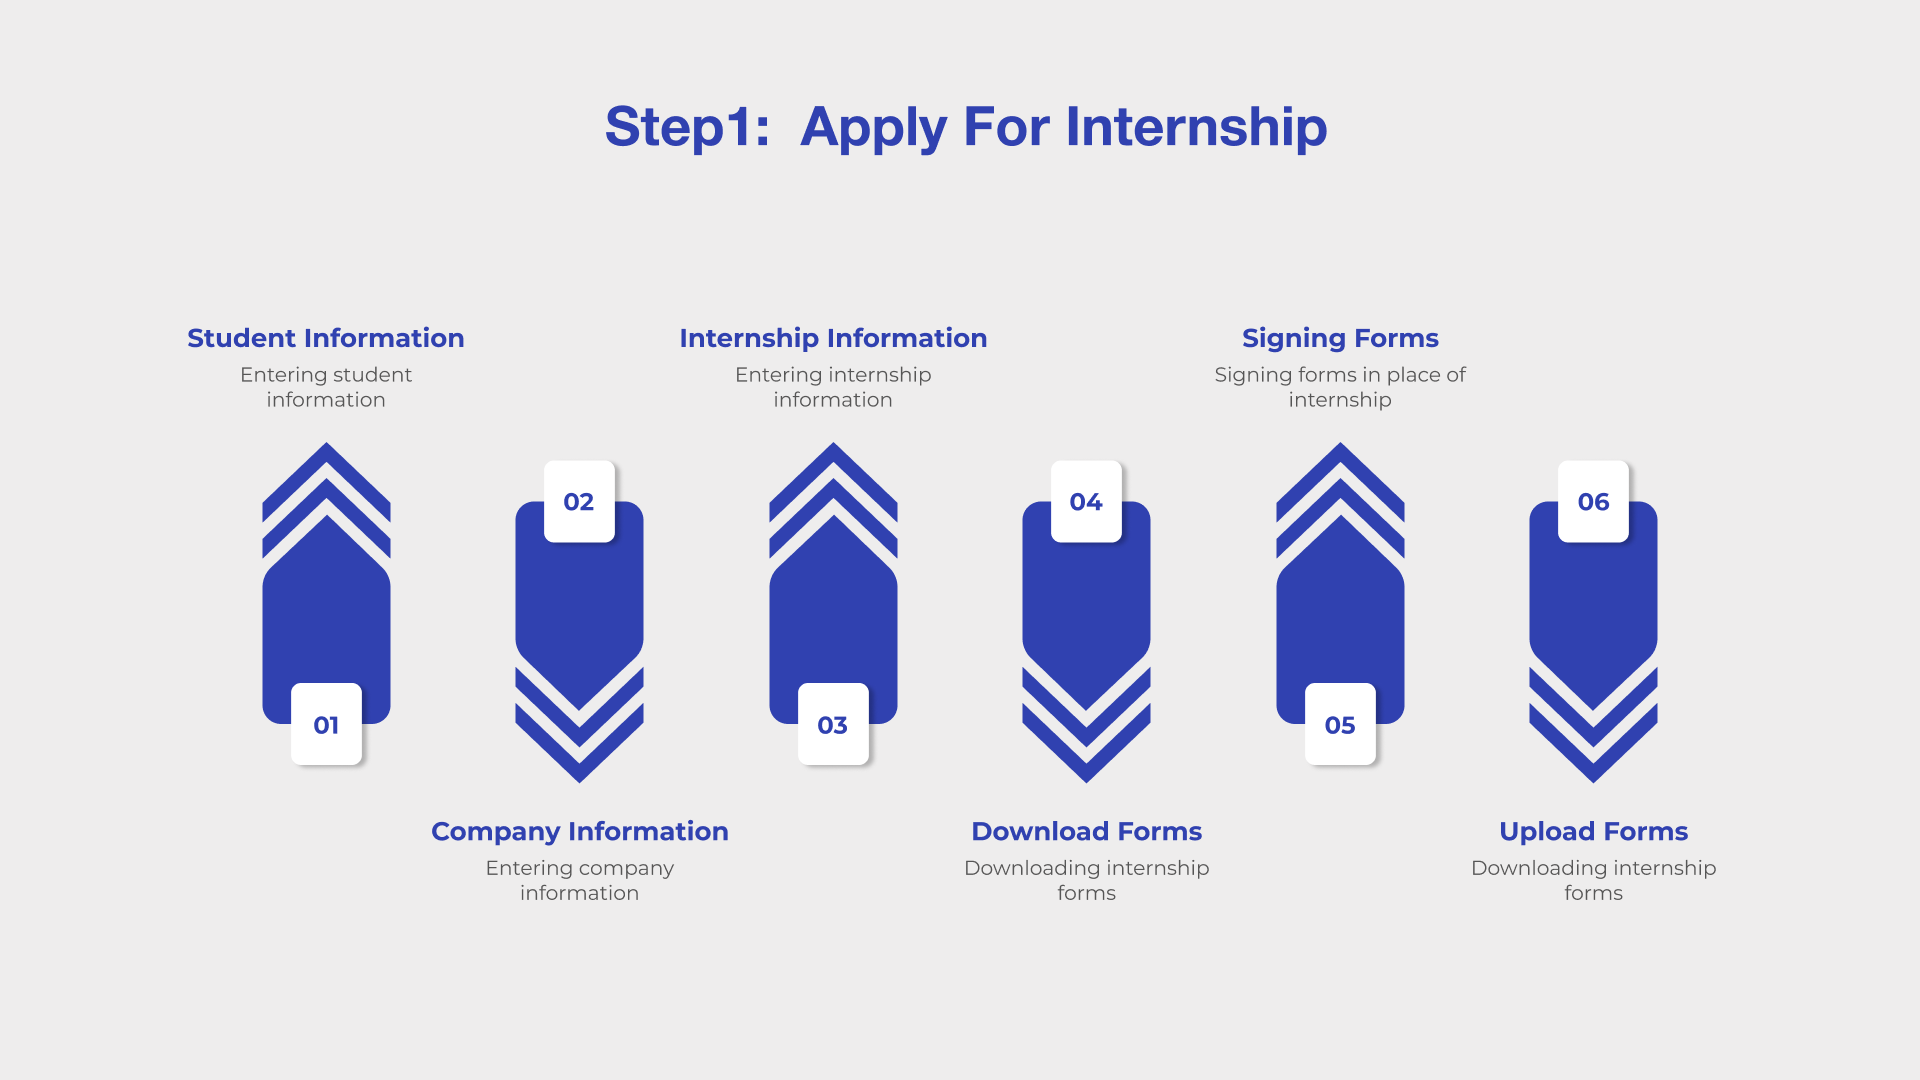 Step1:  Apply For Internship
Student Information
Entering student
information
01
02
Company Information
Entering company
information
Internship Information
Entering internship
information
03
04
Download Forms
Downloading internship
forms
Signing Forms
Signing forms in place of
internship
05
06
Upload Forms
Downloading internship
forms